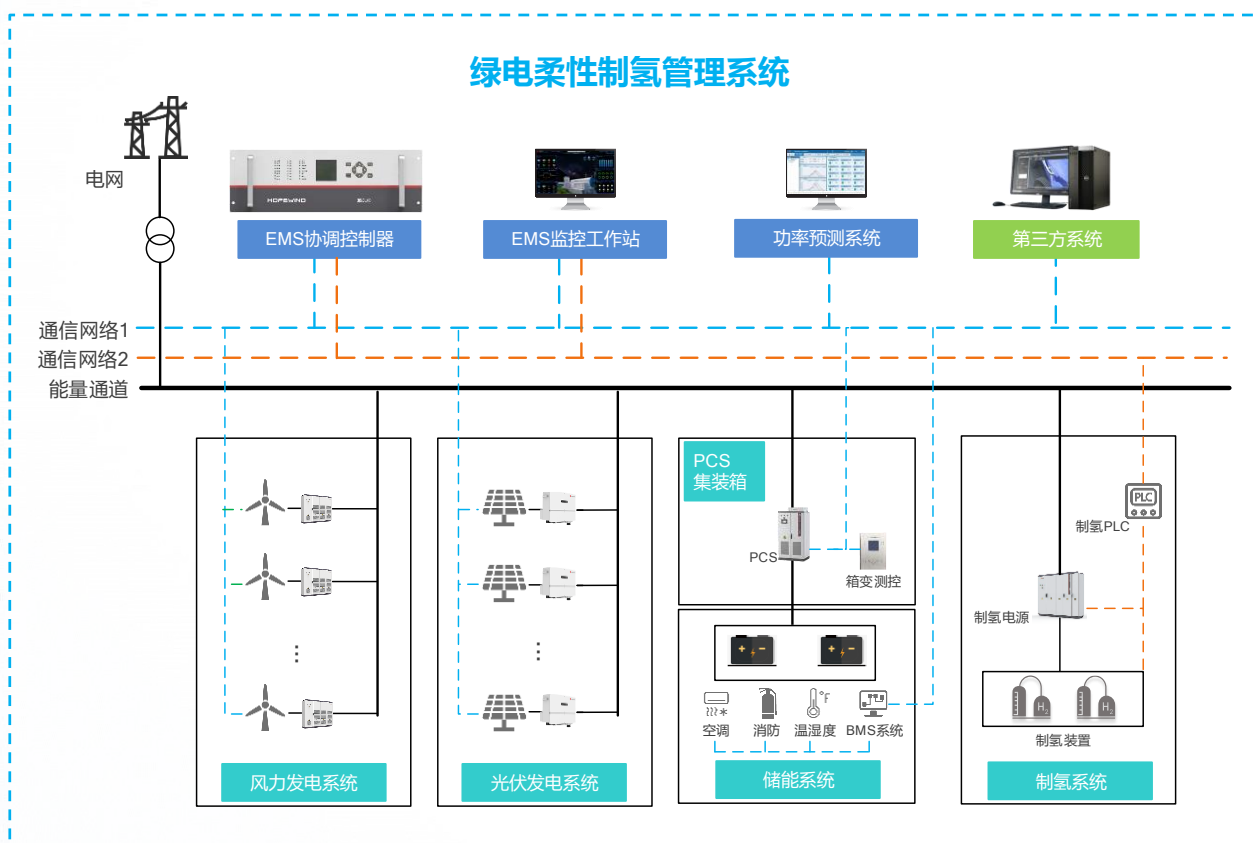 绿电柔性制氢管理系统
电网
HOPEWIND
EMS协调控制器
EMS监控工作站
功率预测系统
第三方系统
通信网络1
通信网络2
能量通道
PCS
集装箱
PLC
制氢PLC
PCS
箱变测控
制氢电源
+ -
+ -
°F
H2
H2
空调
消防
温湿度
BMS系统
制氢装置
⋮
⋮
风力发电系统
光伏发电系统
储能系统
制氢系统